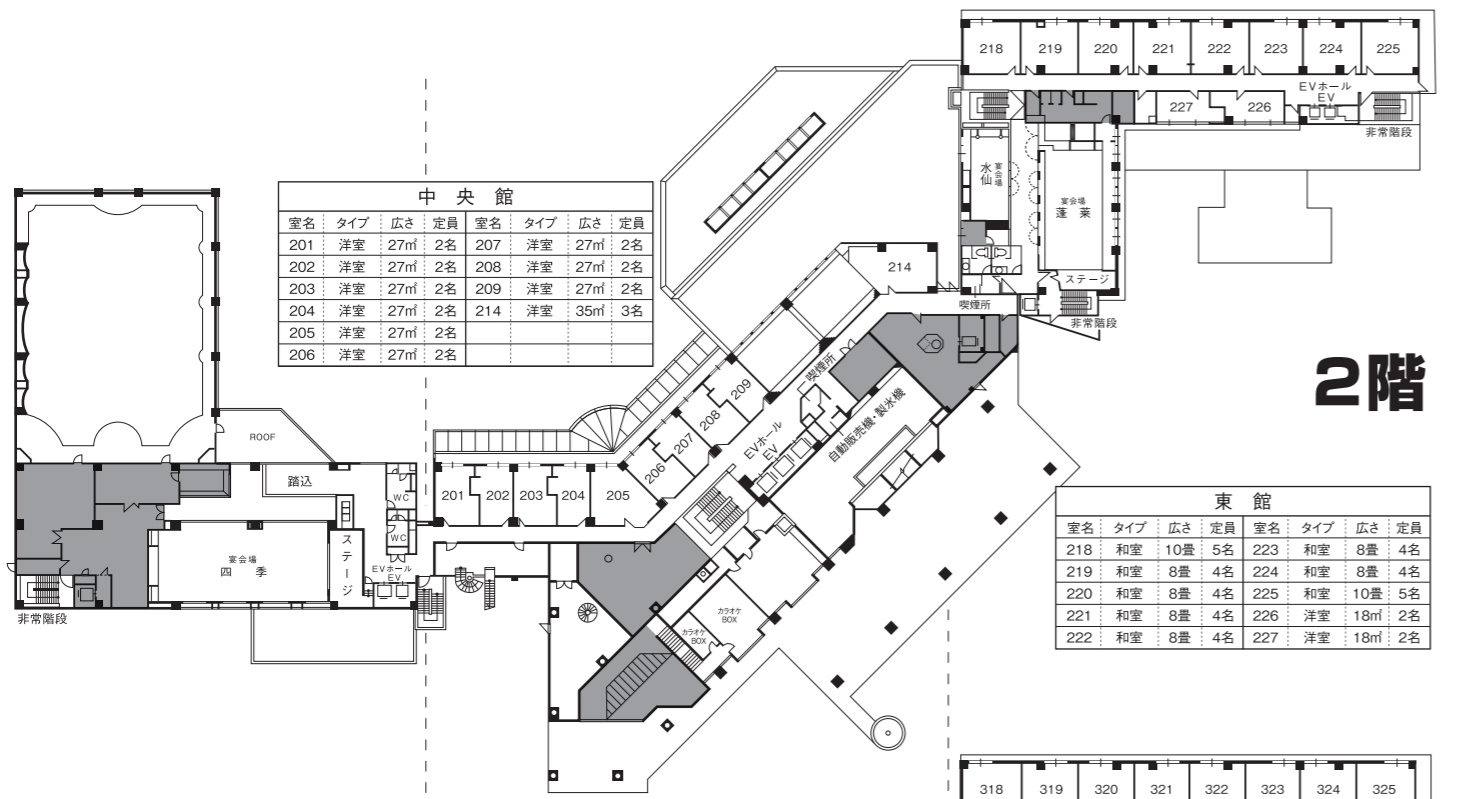 218 219 220 221 222 223 224 225
EVホール
EV
227 226
非常階段
水仙
宴会場
宴会場
蓬莱
ステージ
喫煙所
非常階段
2階
中央館
室名 タイプ 広さ 定員 室名 タイプ 広さ 定員
201 洋室 27㎡ 2名 207 洋室 27㎡ 2名
202 洋室 27㎡ 2名 208 洋室 27㎡ 2名
203 洋室 27㎡ 2名 209 洋室 27㎡ 2名
204 洋室 27㎡ 2名 214 洋室 35㎡ 3名
205 洋室 27㎡ 2名
206 洋室 27㎡ 2名
214
喫煙所
209
208
207
206
EVホール
EV
自動販売機・製氷機
201 202 203 204 205
ROOF
踏込
WC
WC
宴会場
四季
ステージ
EVホール
EV
非常階段
カラオケ
BOX
カラオケ
BOX
東館
室名 タイプ 広さ 定員 室名 タイプ 広さ 定員
218 和室 10畳 5名 223 和室 8畳 4名
219 和室 8畳 4名 224 和室 8畳 4名
220 和室 8畳 4名 225 和室 10畳 5名
221 和室 8畳 4名 226 洋室 18㎡ 2名
222 和室 8畳 4名 227 洋室 18㎡ 2名
318 319 320 321 322 323 324 325